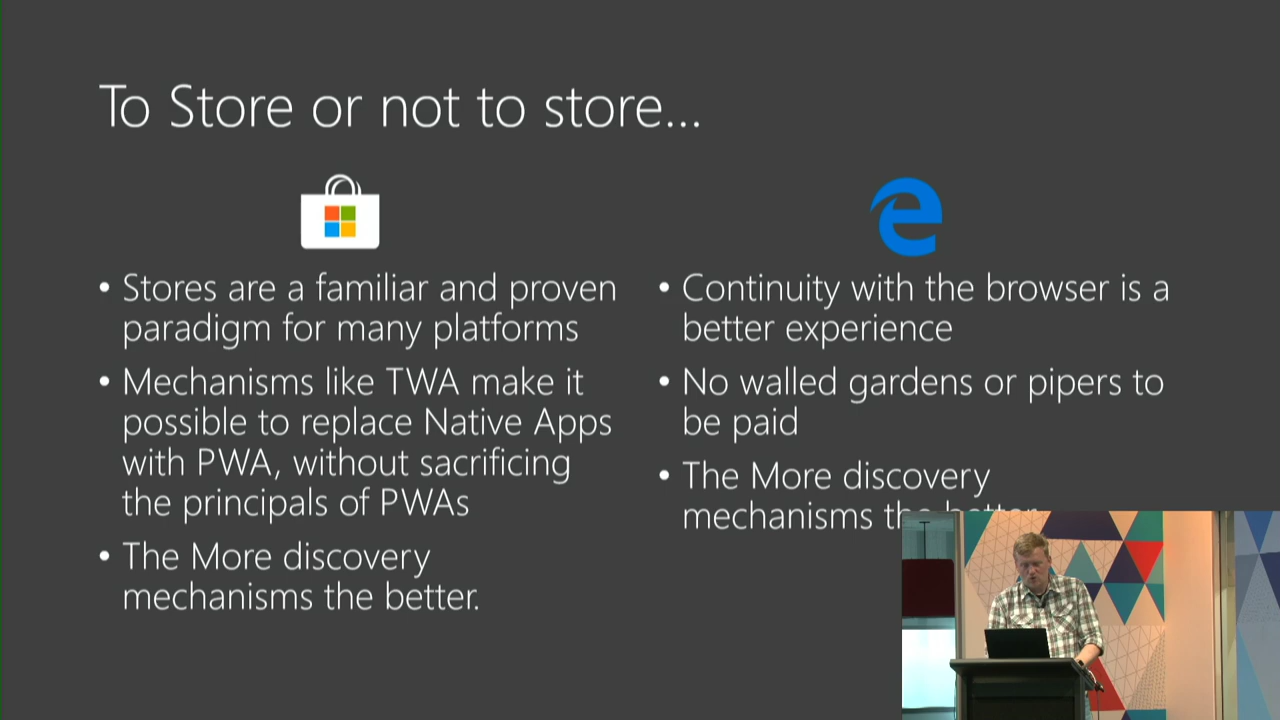 To Store or not to store...
• Stores are a familiar and proven
paradigm for many platforms
• Mechanisms like TWA make it
possible to replace Native Apps
with PWA, without sacrificing
the principals of PWAs
• The More discovery
mechanisms the better.
• Continuity with the browser is a
better experience
• No walled gardens or pipers to
be paid
• The More discovery
mechanisms the better